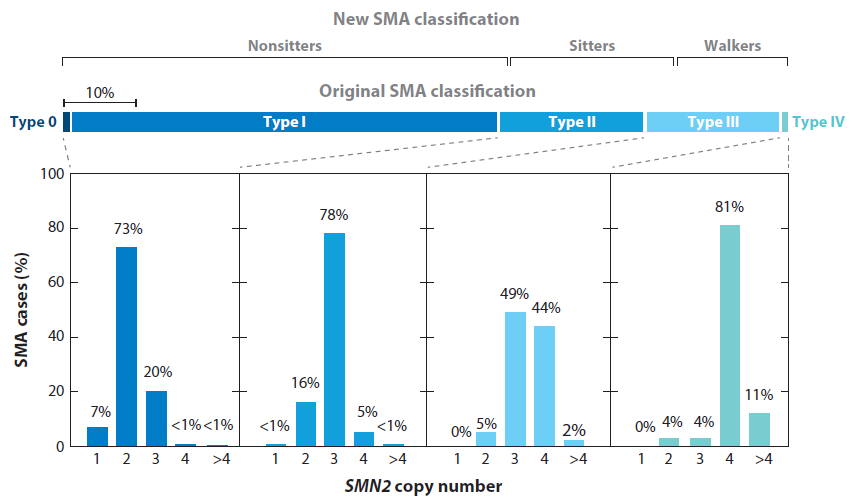 New SMA classification
Nonsitters Sitters Walkers
Original SMA classification
10%
Type 0 Type I Type II Type III Type IV
SMA cases (%)
100
80
60
40
20
0
7% 73% 20% <1% <1%
<1% 16% 78% 5% <1%
0% 5% 49% 44% 2%
0% 4% 4% 81% 11%
1 2 3 4 >4 1 2 3 4 >4 1 2 3 4 >4 1 2 3 4 >4
SMN2 copy number